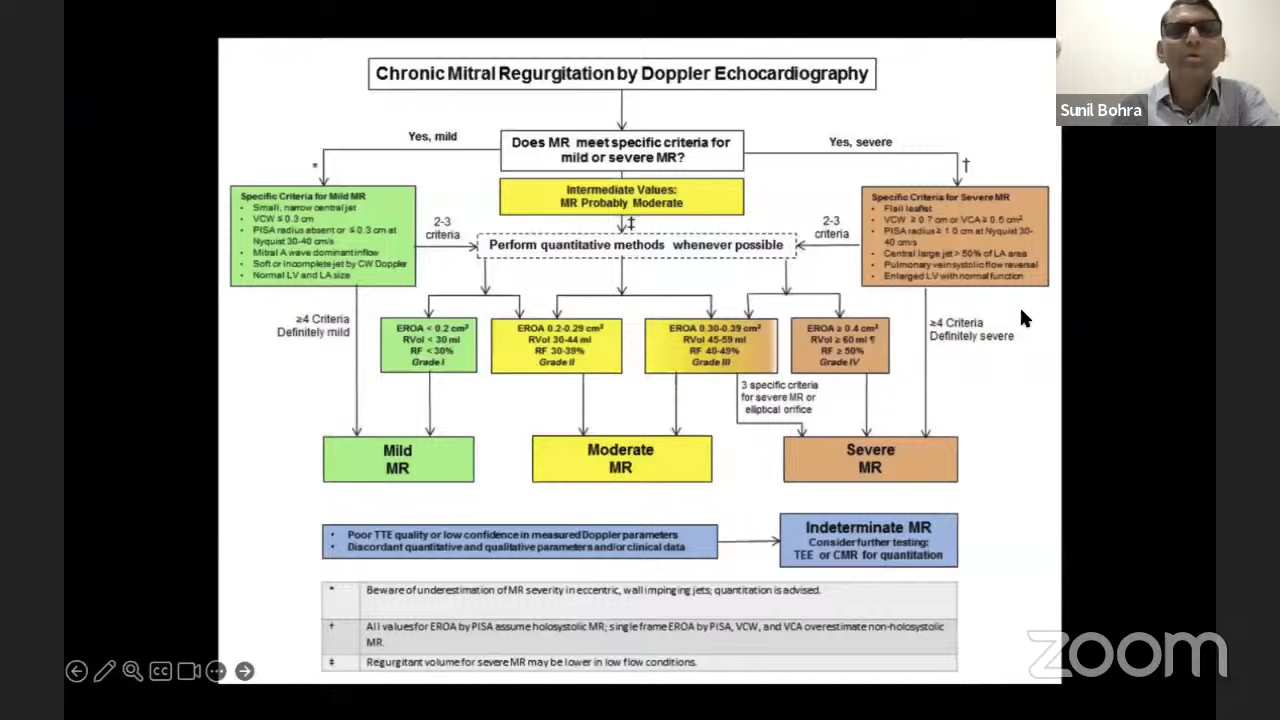 Chronic Mitral Regurgitation by Doppler Echocardiography
Sunil Bohra
Yes, mild
Does MR meet specific criteria for
mild or severe MR?
Yes, severe
*
†
Specific Criteria for Mild MR
• Small, narrow central jet
• VCW ≤ 0.3 cm
• PISA radius absent or ≤ 0.3 cm at
Nyquist 30-40 cm/s
• Mitral A wave dominant inflow
• Soft or incomplete jet by CW Doppler
• Normal LV and LA size
Intermediate Values:
MR Probably Moderate
‡
Specific Criteria for Severe MR
• Flail leaflet
• VCW ≥ 0.7 cm or VCA ≥ 0.5 cm²
• PISA radius ≥ 1.0 cm at Nyquist 30-
40 cm/s
• Central large jet > 50% of LA area
• Pulmonary vein systolic flow reversal
• Enlarged LV with normal function
2-3
criteria
Perform quantitative methods whenever possible
2-3
criteria
≥4 Criteria
Definitely mild
EROA < 0.2 cm²
RVol < 30 ml
RF < 30%
Grade I
EROA 0.2-0.29 cm²
RVol 30-44 ml
RF 30-39%
Grade II
EROA 0.30-0.39 cm²
RVol 45-59 ml
RF 40-49%
Grade III
EROA ≥ 0.4 cm²
RVol ≥ 60 ml ¶
RF ≥ 50%
Grade IV
≥4 Criteria
Definitely severe
3 specific criteria
for severe MR or
elliptical orifice
Mild
MR
Moderate
MR
Severe
MR
• Poor TTE quality or low confidence in measured Doppler parameters
• Discordant quantitative and qualitative parameters and/or clinical data
Indeterminate MR
Consider further testing:
TEE or CMR for quantitation
* Beware of underestimation of MR severity in eccentric, wall impinging jets; quantitation is advised.
† All values for EROA by PISA assume holosystolic MR; single frame EROA by PISA, VCW, and VCA overestimate non-holosystolic
MR.
‡ Regurgitant volume for severe MR may be lower in low flow conditions.
CC
zoom